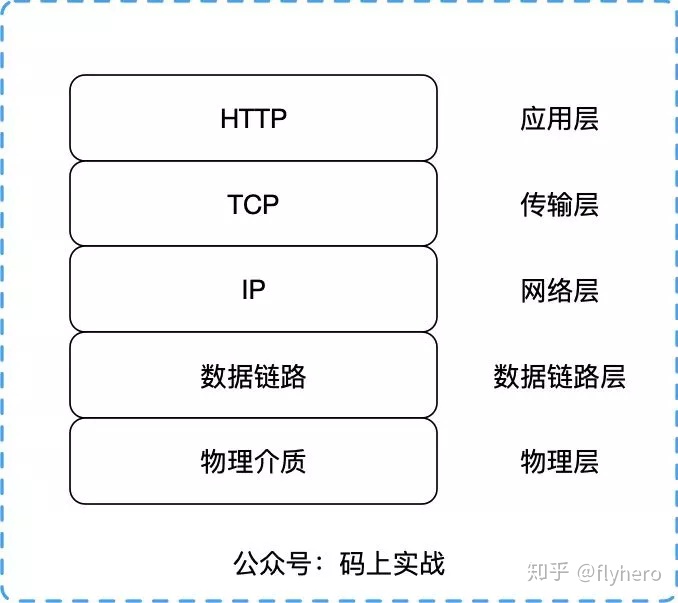 HTTP 应用层
TCP 传输层
IP 网络层
数据链路 数据链路层
物理介质 物理层
公众号：码上实战
知乎 @flyhero